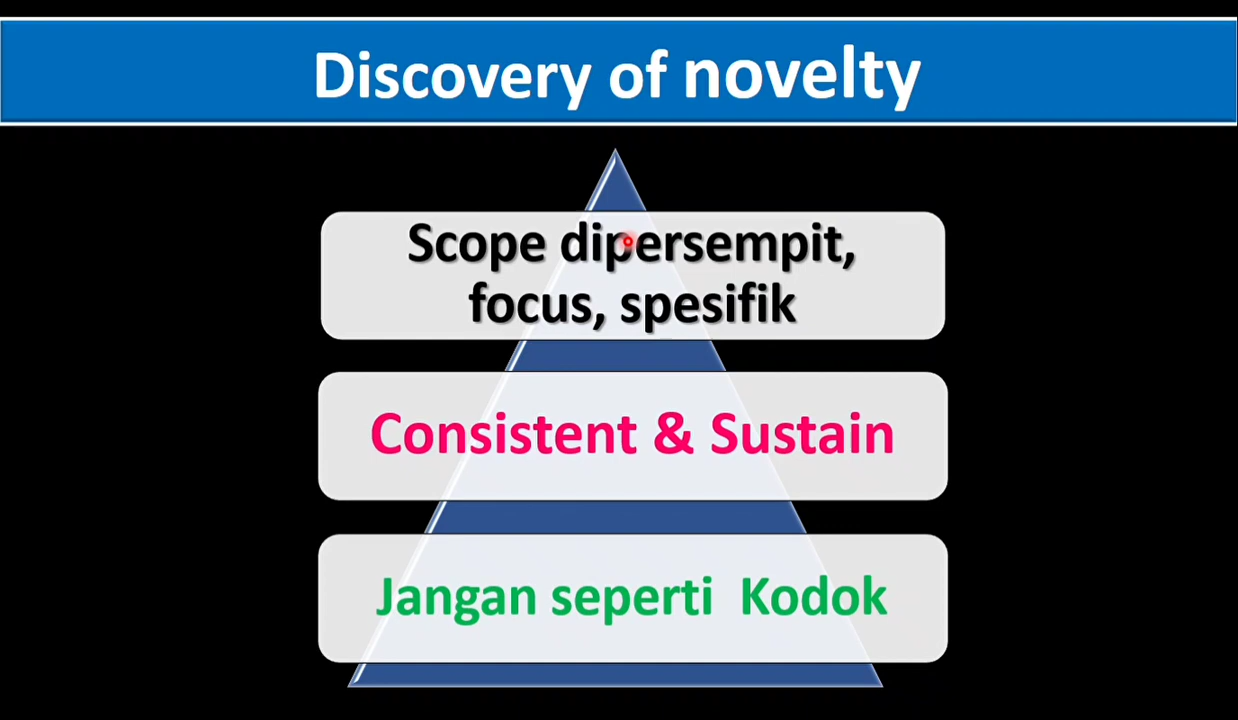 Discovery of novelty
Scope dipersempit,
focus, spesifik
Consistent & Sustain
Jangan seperti Kodok